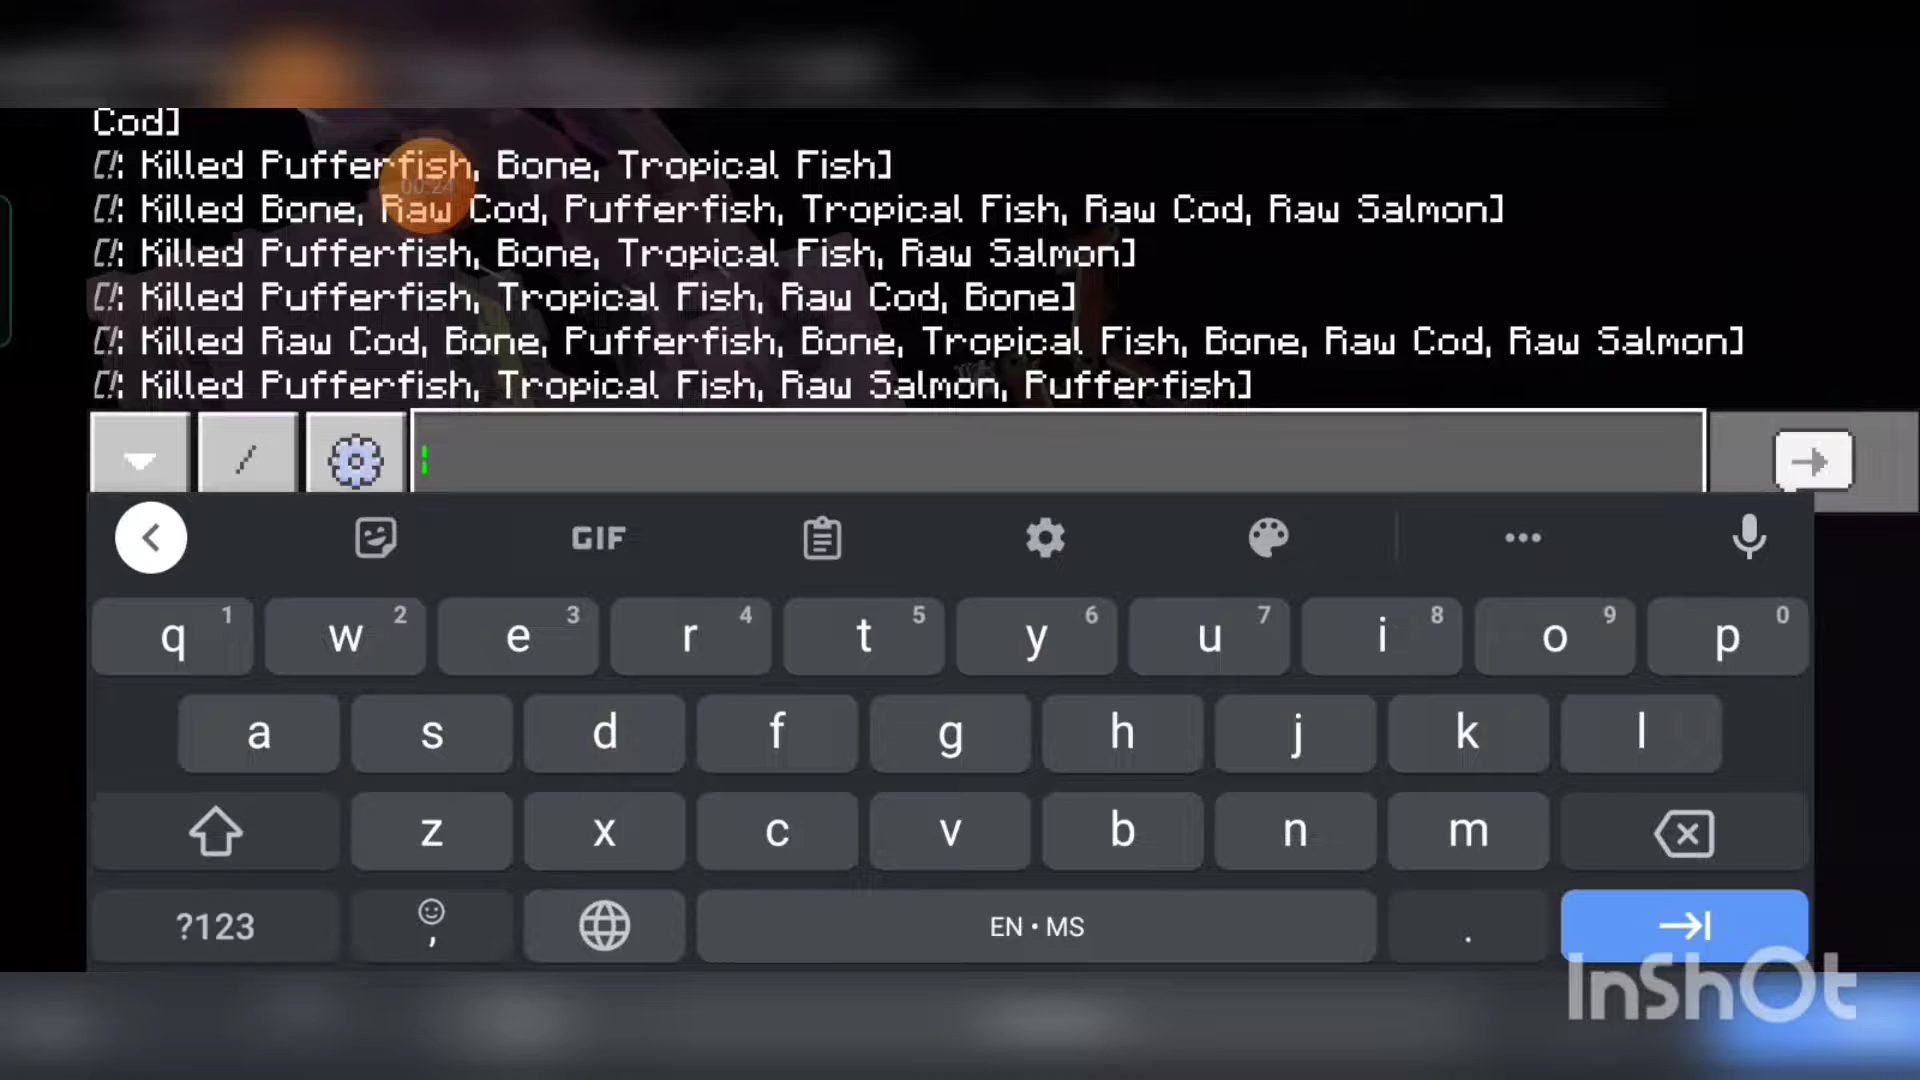 Cod]
[!: Killed Pufferfish, Bone, Tropical Fish]
00:24
[!: Killed Bone, Raw Cod, Pufferfish, Tropical Fish, Raw Cod, Raw Salmon]
[!: Killed Pufferfish, Bone, Tropical Fish, Raw Salmon]
[!: Killed Pufferfish, Tropical Fish, Raw Cod, Bone]
[!: Killed Raw Cod, Bone, Pufferfish, Bone, Tropical Fish, Bone, Raw Cod, Raw Salmon]
[!: Killed Pufferfish, Tropical Fish, Raw Salmon, Pufferfish]
/
GIF
q 1 w 2 e 3 r 4 t 5 y 6 u 7 i 8 o 9 p 0
a s d f g h j k l
z x c v b n m
?123 , EN • MS .
InShOt